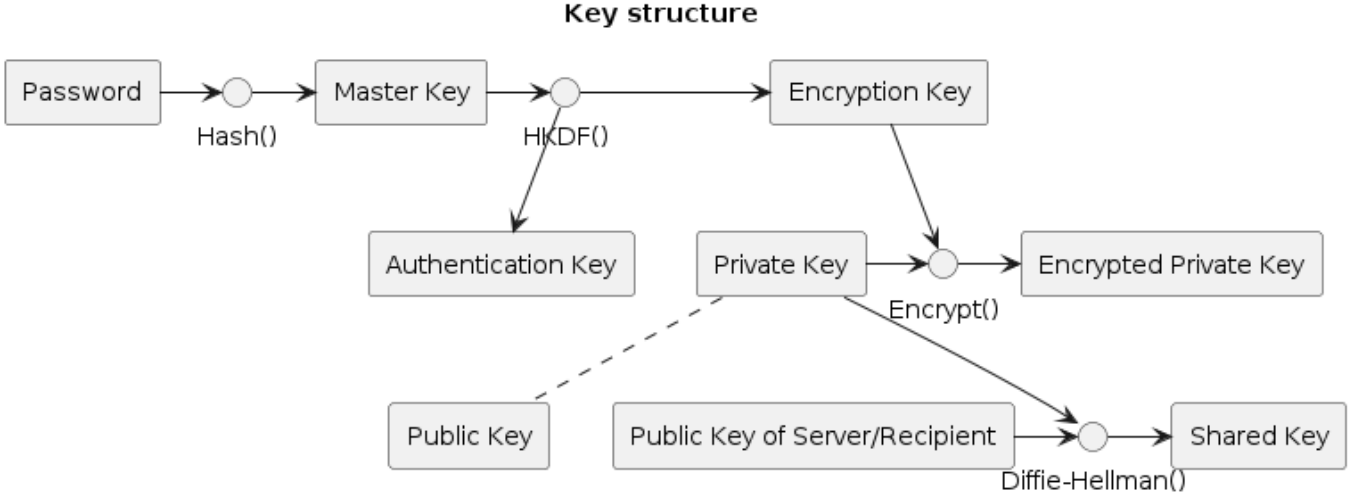 Key structure
Password
Hash()
Master Key
HKDF()
Encryption Key
Authentication Key
Private Key
Encrypt()
Encrypted Private Key
Public Key
Public Key of Server/Recipient
Diffie-Hellman()
Shared Key